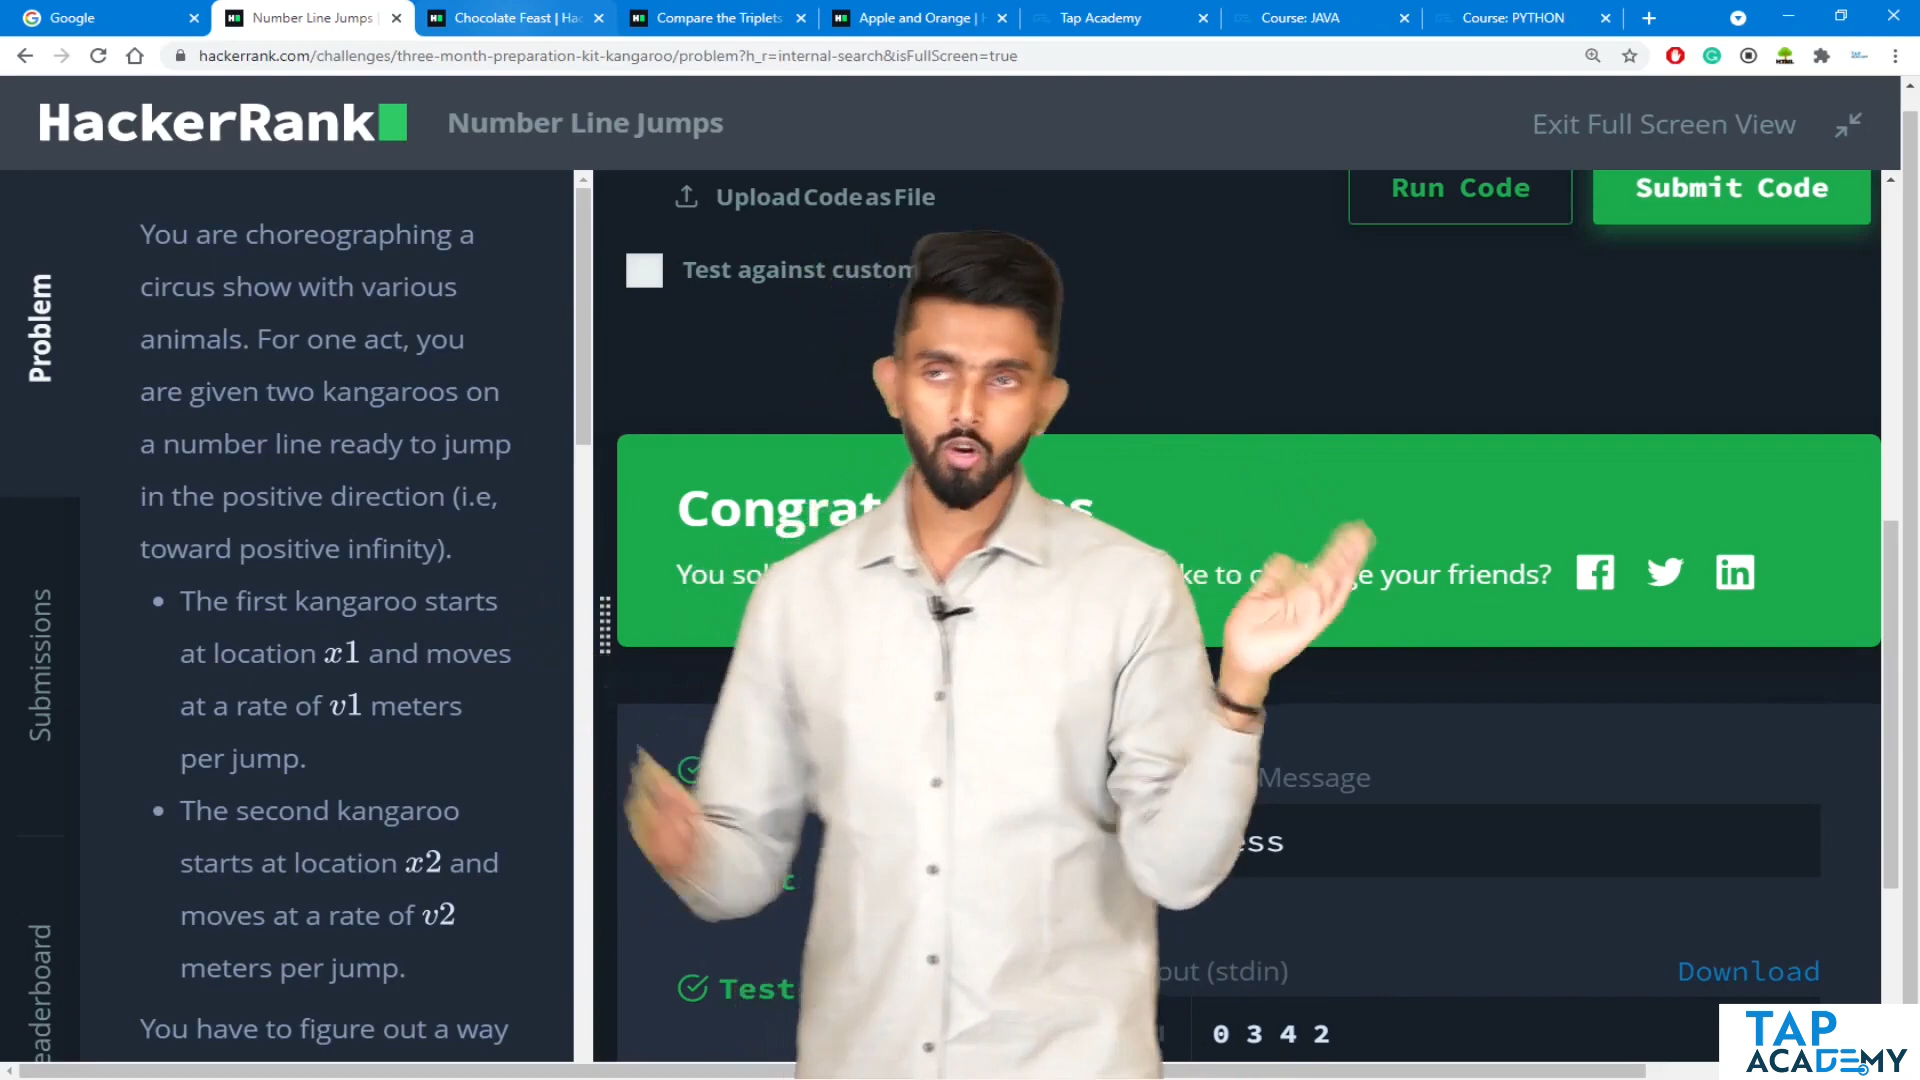 Google
Number Line Jumps |
Chocolate Feast | Hac
Compare the Triplets
Apple and Orange |
Tap Academy
Course: JAVA
Course: PYTHON
hackerrank.com/challenges/three-month-preparation-kit-kangaroo/problem?h_r=internal-search&isFullScreen=true
HackerRank
Number Line Jumps
Exit Full Screen View
Problem
Submissions
eaderboard
You are choreographing a
circus show with various
animals. For one act, you
are given two kangaroos on
a number line ready to jump
in the positive direction (i.e,
toward positive infinity).
• The first kangaroo starts
at location x1 and moves
at a rate of v1 meters
per jump.
• The second kangaroo
starts at location x2 and
moves at a rate of v2
meters per jump.
You have to figure out a way
Upload Code as File
Run Code
Submit Code
Test against custom
Congrat
s
You sol
ke to
e your friends?
Message
ess
Test
put (stdin)
Download
0 3 4 2
TAP
ACADEMY